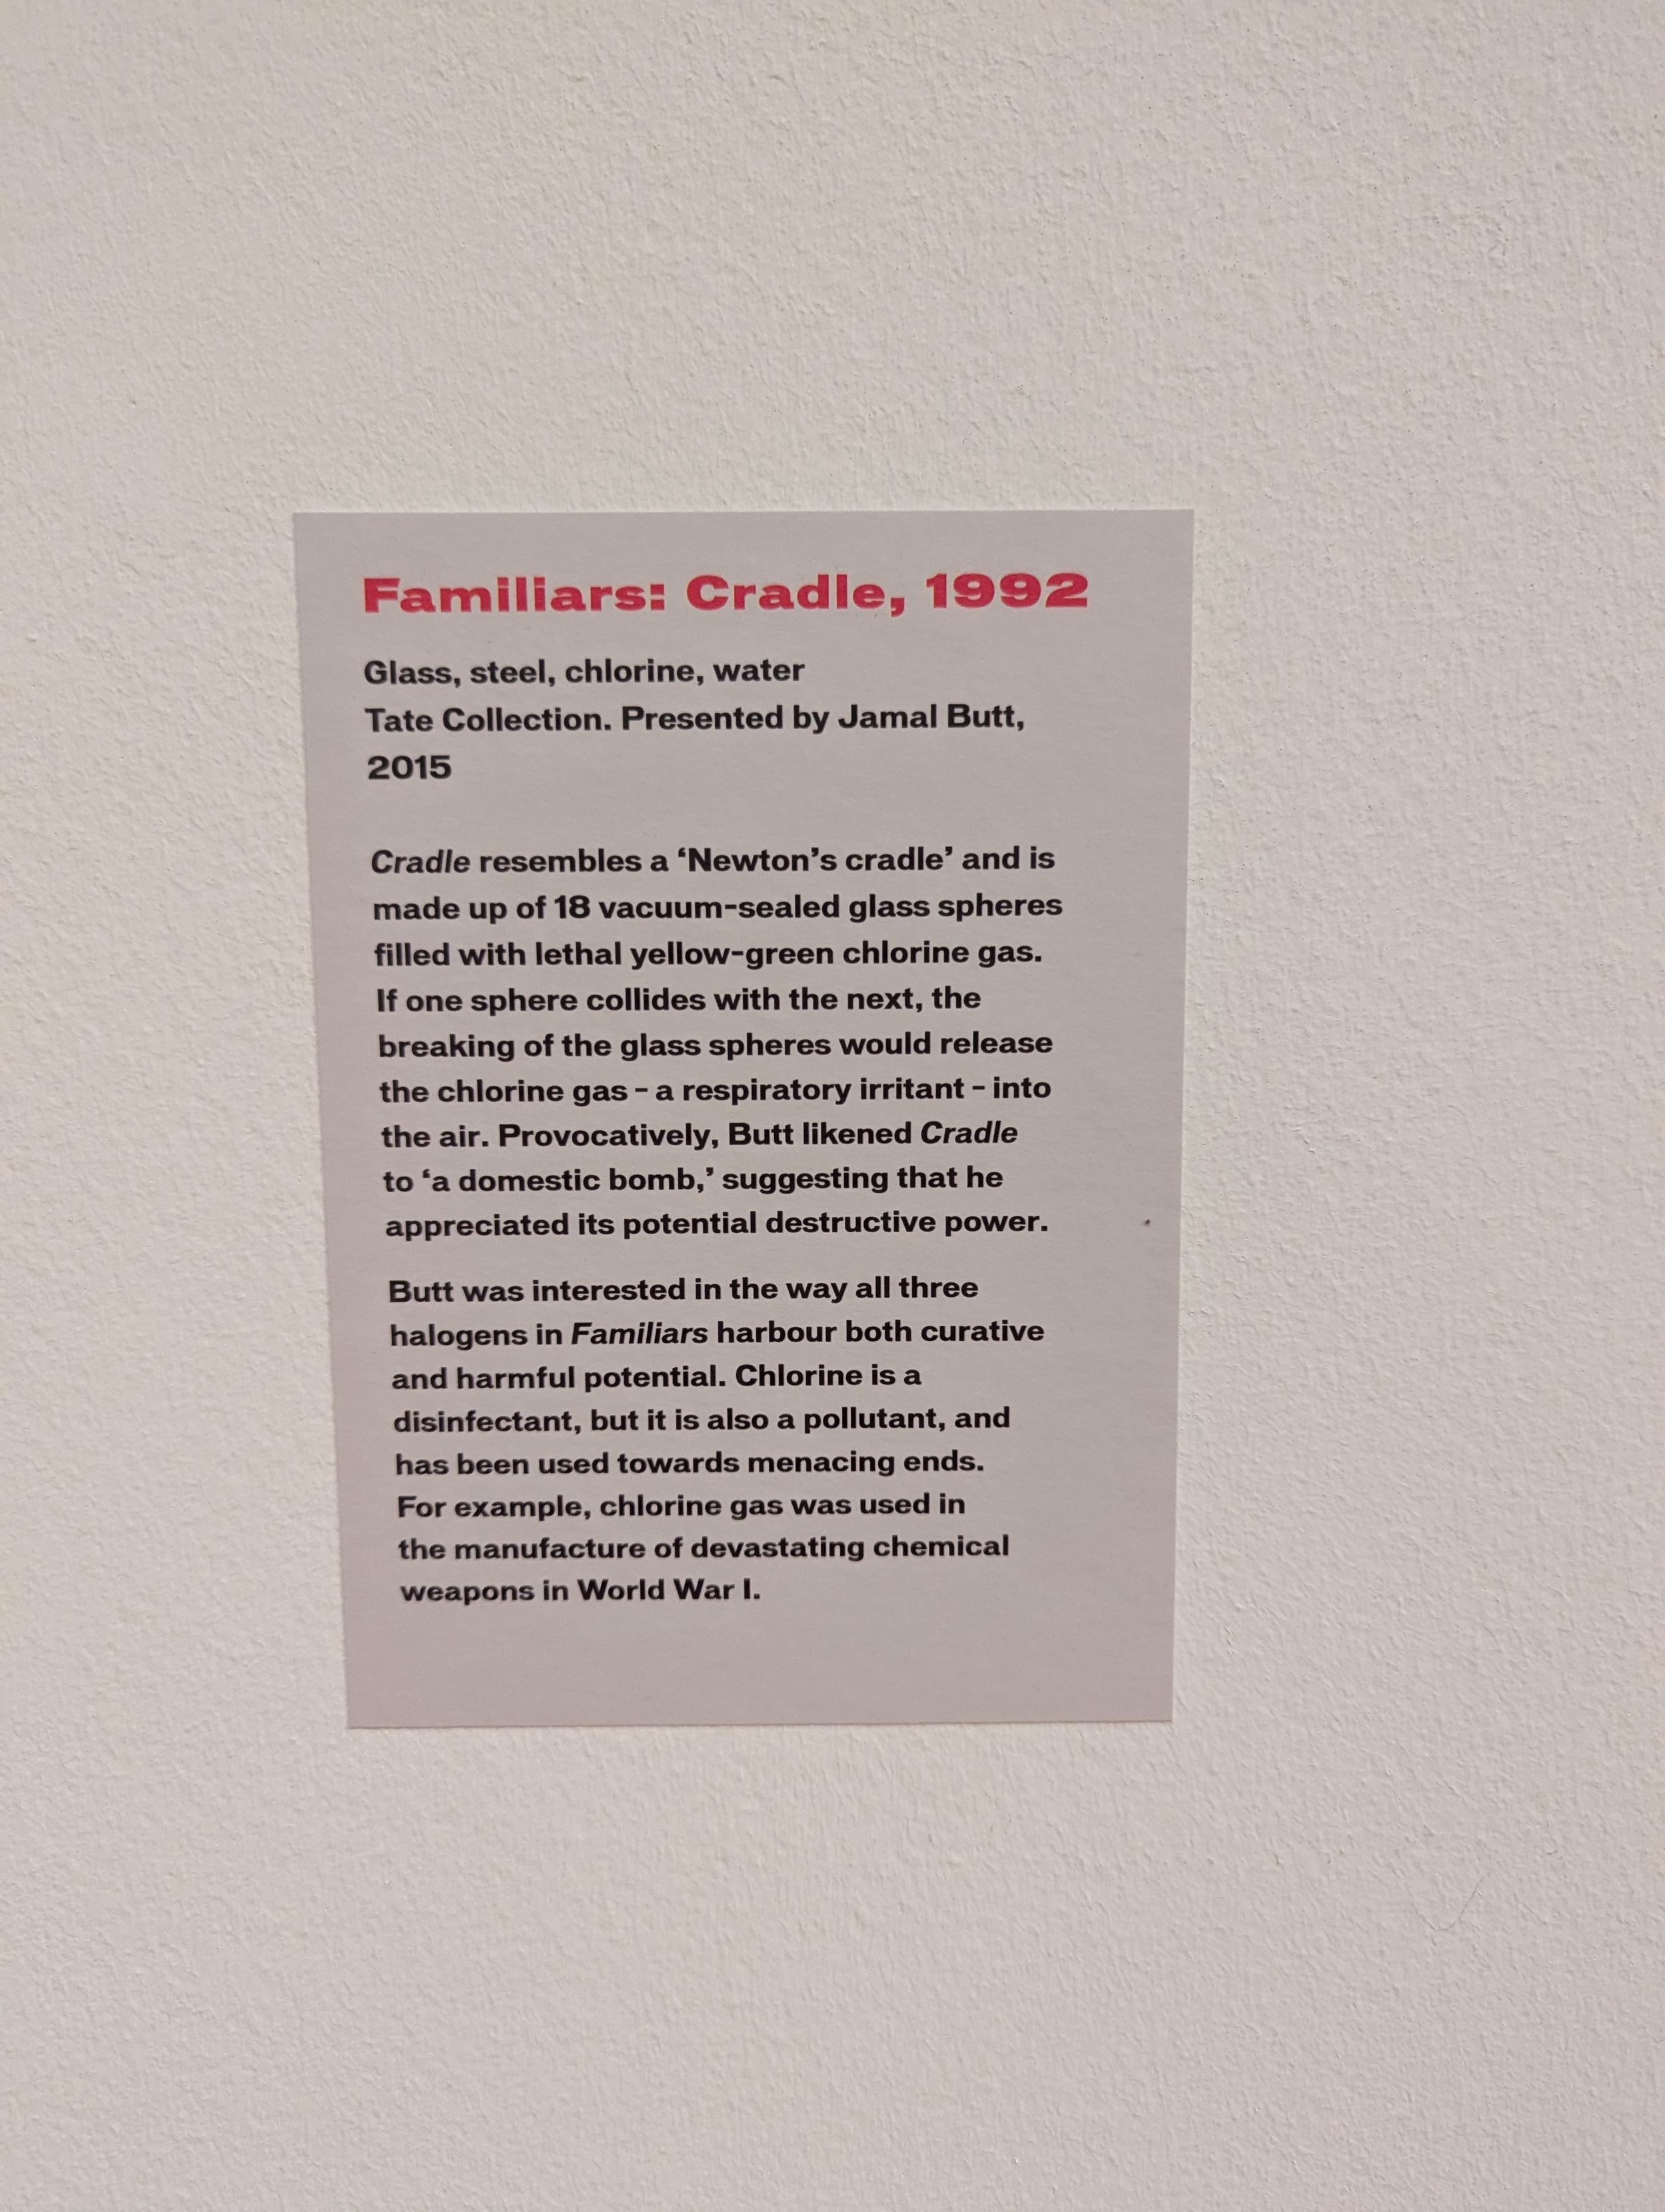 Familiars: Cradle, 1992
Glass, steel, chlorine, water
Tate Collection. Presented by Jamal Butt,
2015
Cradle resembles a ‘Newton’s cradle’ and is
made up of 18 vacuum-sealed glass spheres
filled with lethal yellow-green chlorine gas.
If one sphere collides with the next, the
breaking of the glass spheres would release
the chlorine gas – a respiratory irritant – into
the air. Provocatively, Butt likened Cradle
to ‘a domestic bomb,’ suggesting that he
appreciated its potential destructive power.
Butt was interested in the way all three
halogens in Familiars harbour both curative
and harmful potential. Chlorine is a
disinfectant, but it is also a pollutant, and
has been used towards menacing ends.
For example, chlorine gas was used in
the manufacture of devastating chemical
weapons in World War I.